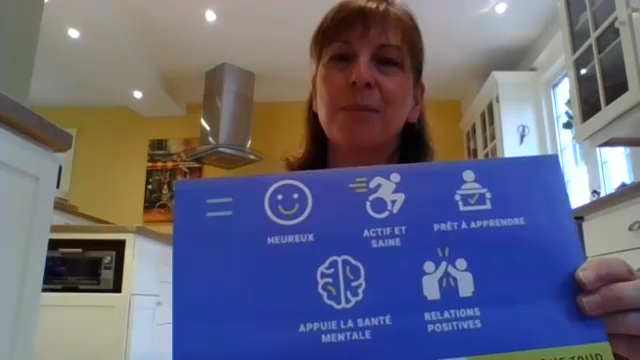 =
HEUREUX
ACTIF ET
SAINE
PRÊT À APPRENDRE
APPUIE LA SANTÉ
MENTALE
RELATIONS
POSITIVES